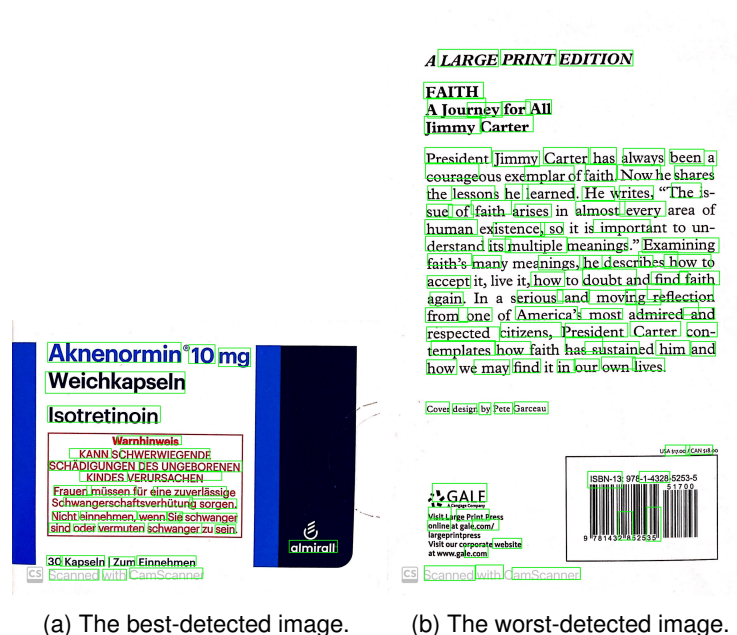 Aknenormin® 10 mg
Weichkapseln
Isotretinoin
Warnhinweis
KANN SCHWERWIEGENDE
SCHÄDIGUNGEN DES UNGEBORENEN
KINDES VERURSACHEN
Frauen müssen für eine zuverlässige
Schwangerschaftsverhütung sorgen.
Nicht einnehmen, wenn Sie schwanger
sind oder vermuten schwanger zu sein.
30 Kapseln | Zum Einnehmen
almirall
CS Scanned with CamScanner
(a) The best-detected image.
A LARGE PRINT EDITION
FAITH
A Journey for All
Jimmy Carter
President Jimmy Carter has always been a
courageous exemplar of faith. Now he shares
the lessons he learned. He writes, “The is-
sue of faith arises in almost every area of
human existence, so it is important to un-
derstand its multiple meanings.” Examining
faith’s many meanings, he describes how to
accept it, live it, how to doubt and find faith
again. In a serious and moving reflection
from one of America’s most admired and
respected citizens, President Carter con-
templates how faith has sustained him and
how we may find it in our own lives.
Cover design by Pete Garceau
USA $17.00 / CAN $18.00
ISBN-13: 978-1-4328-5253-5
51700
9 781432 852535
GALE
A Cengage Company
Visit Large Print Press
online at gale.com/
largeprintpress
Visit our corporate website
at www.gale.com
CS Scanned with CamScanner
(b) The worst-detected image.